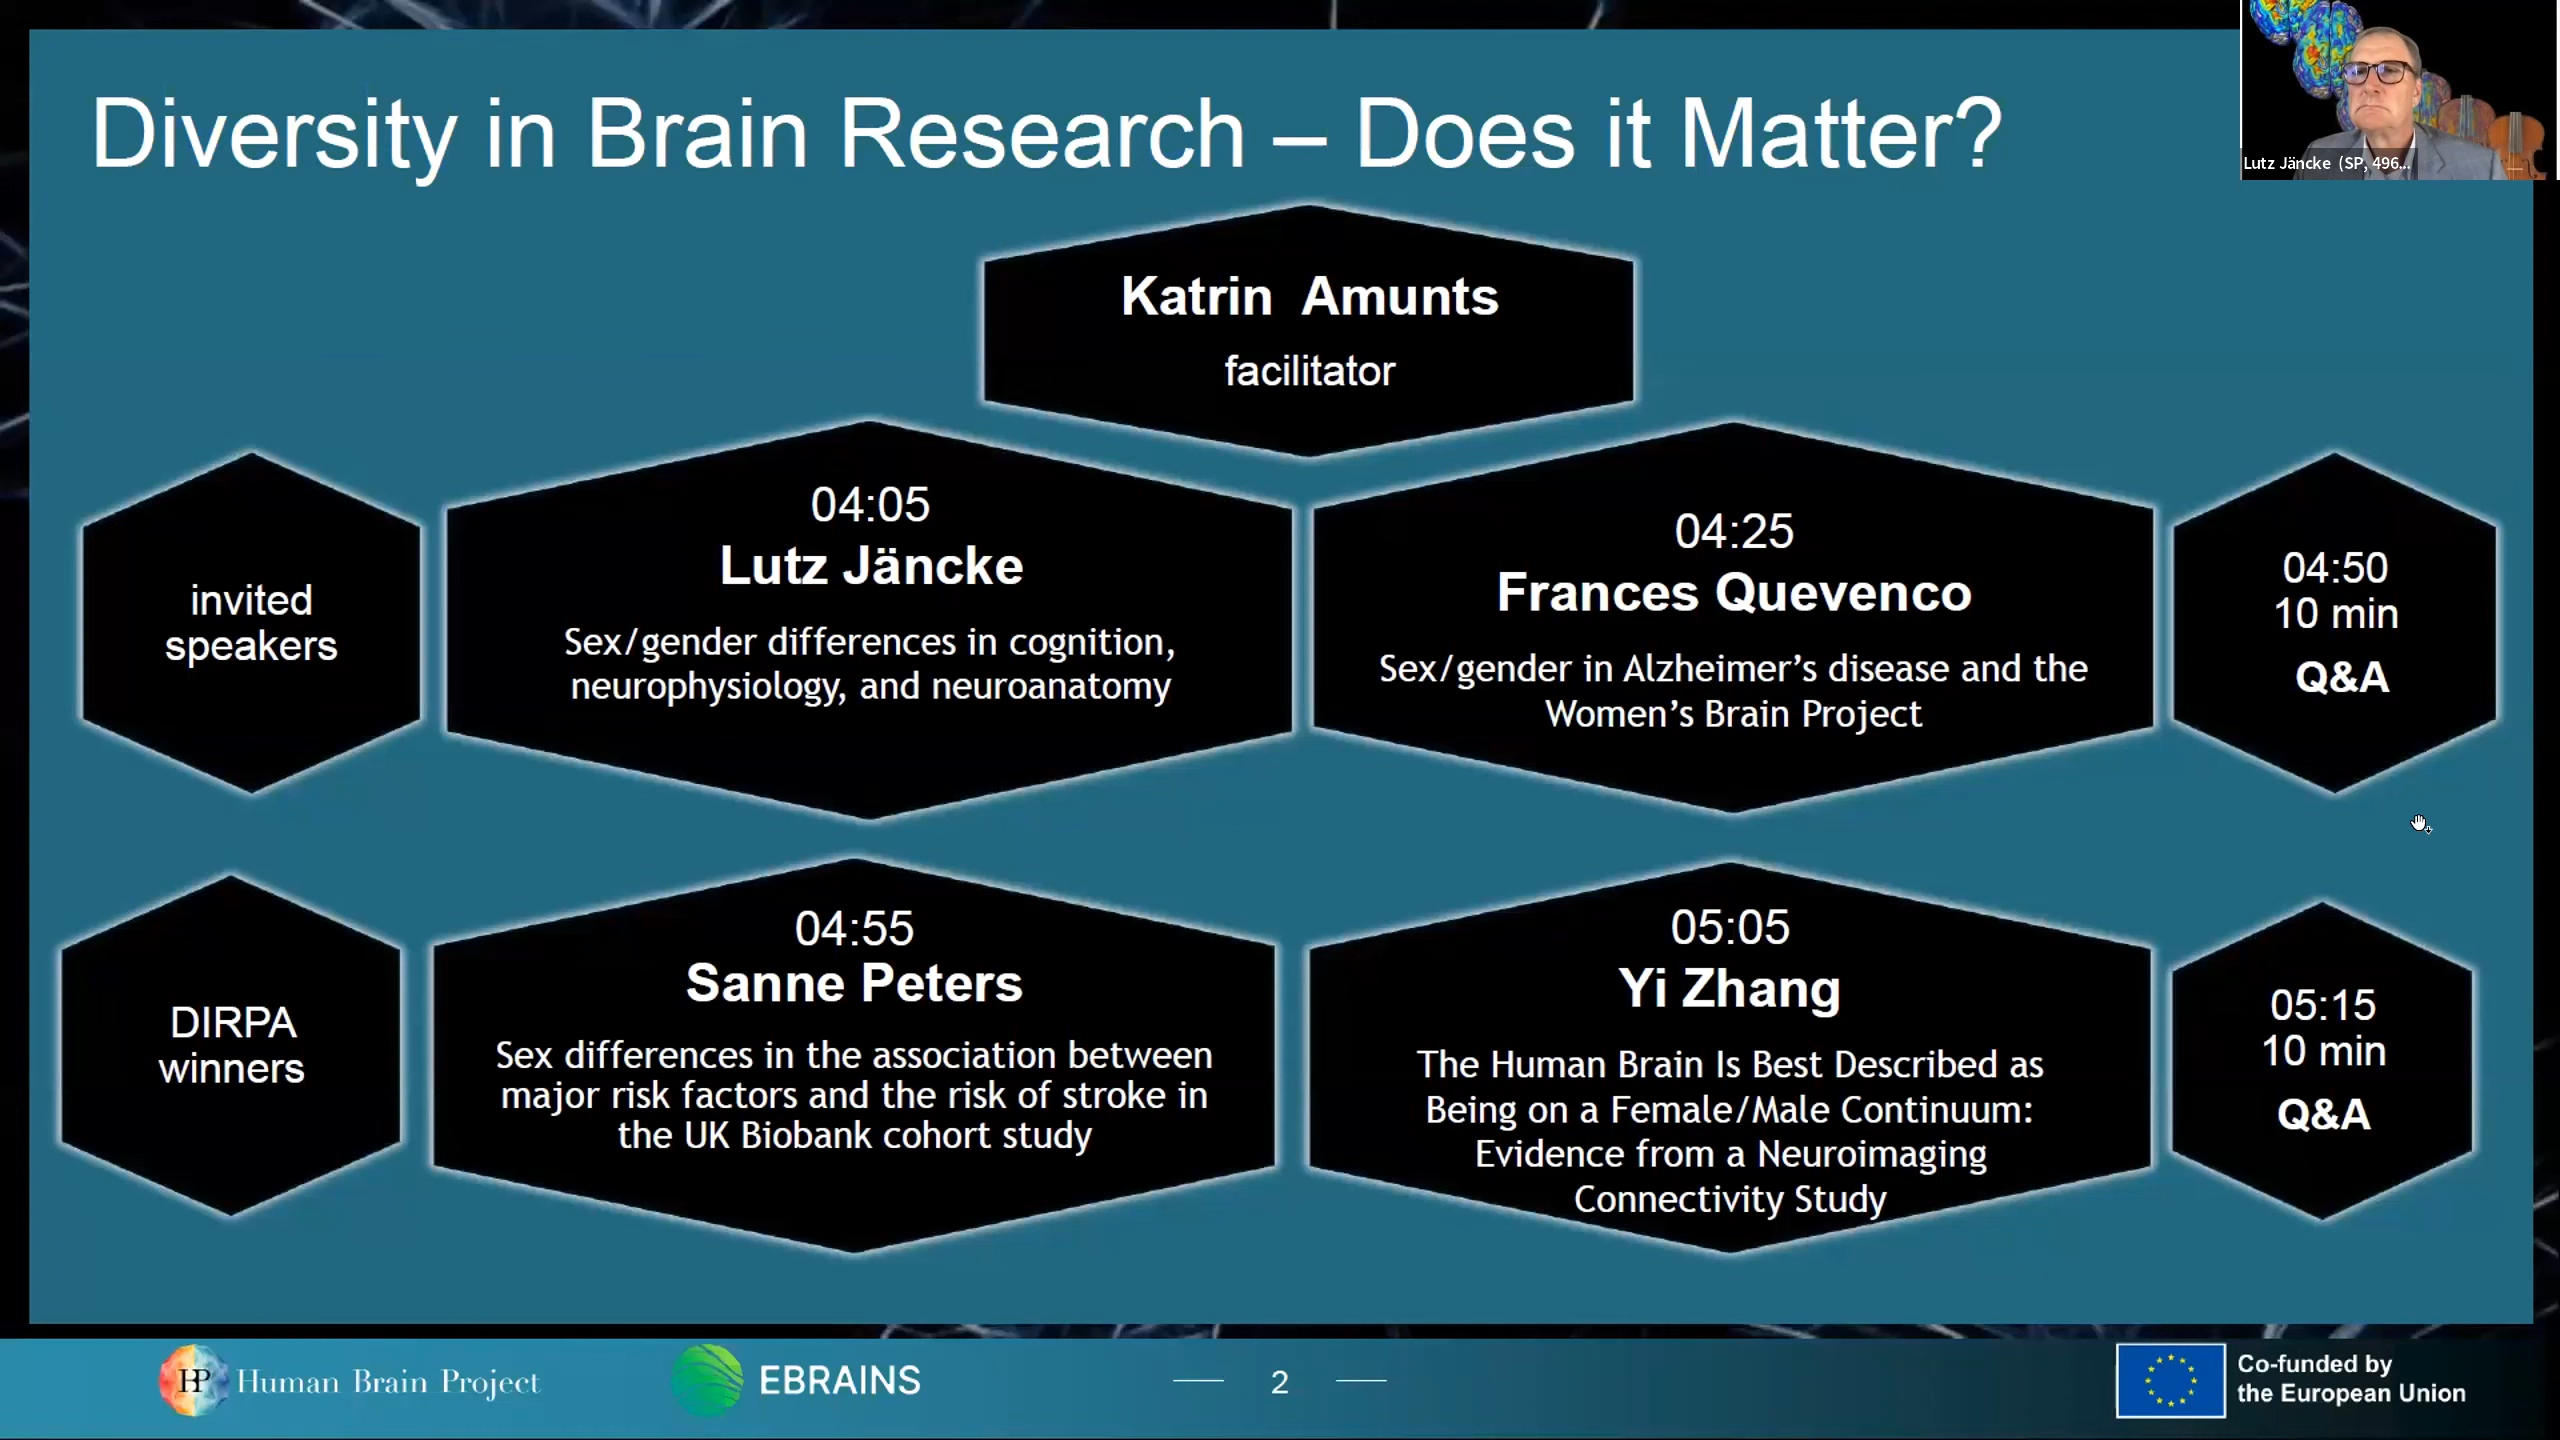 Diversity in Brain Research – Does it Matter?
Lutz Jäncke (SP, 496...
Katrin Amunts
facilitator
invited
speakers
04:05
Lutz Jäncke
Sex/gender differences in cognition,
neurophysiology, and neuroanatomy
04:25
Frances Quevenco
Sex/gender in Alzheimer’s disease and the
Women’s Brain Project
04:50
10 min
Q&A
DIRPA
winners
04:55
Sanne Peters
Sex differences in the association between
major risk factors and the risk of stroke in
the UK Biobank cohort study
05:05
Yi Zhang
The Human Brain Is Best Described as
Being on a Female/Male Continuum:
Evidence from a Neuroimaging
Connectivity Study
05:15
10 min
Q&A
HP Human Brain Project
EBRAINS
2
Co-funded by
the European Union